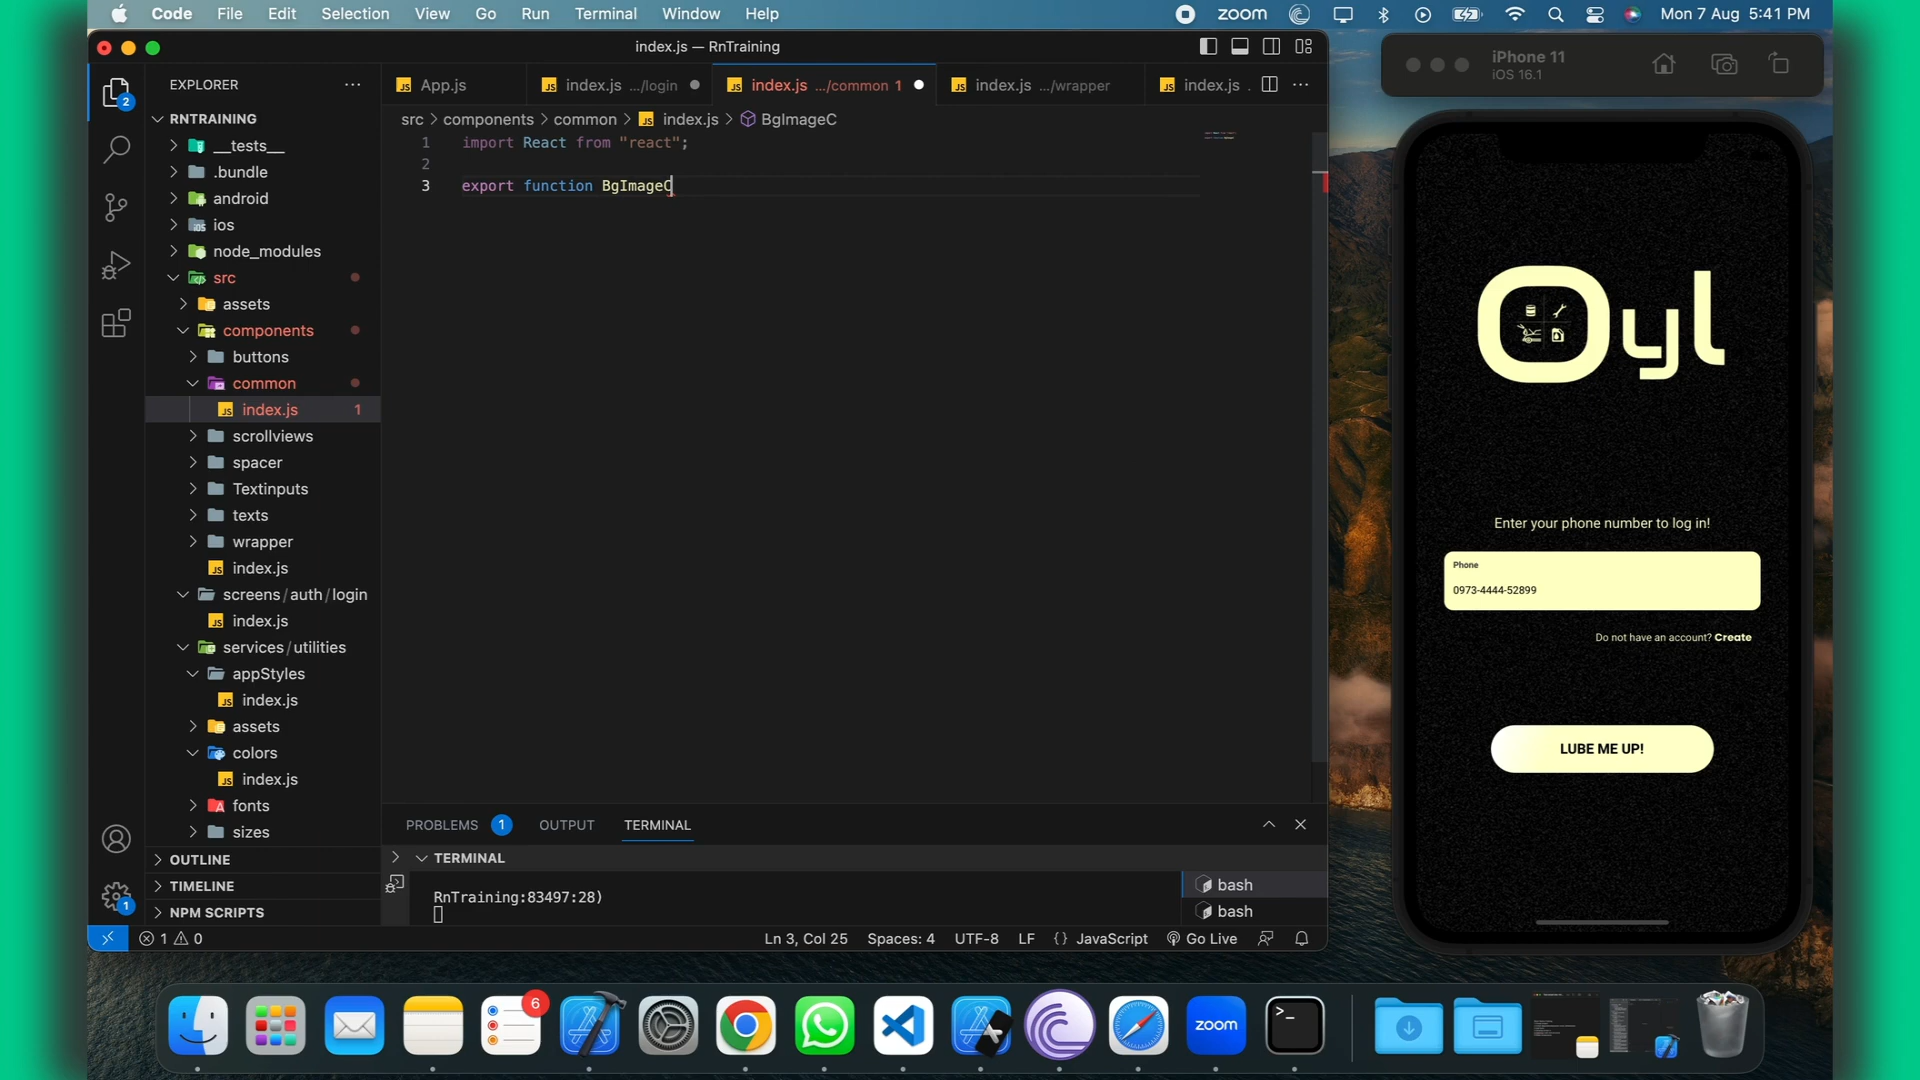 Code File Edit Selection View Go Run Terminal Window Help
zoom
Mon 7 Aug 5:41 PM
index.js — RnTraining
EXPLORER
App.js
index.js .../login
index.js .../common 1
index.js .../wrapper
index.js .
src > components > common > JS index.js > BgImageC
RNTRAINING
__tests__
.bundle
android
ios
node_modules
src
assets
components
buttons
common
index.js 1
scrollviews
spacer
Textinputs
texts
wrapper
index.js
screens/auth/login
index.js
services/utilities
appStyles
index.js
assets
colors
index.js
fonts
sizes
OUTLINE
TIMELINE
NPM SCRIPTS
2
1
1 import React from "react";
2
3 export function BgImageC
PROBLEMS 1 OUTPUT TERMINAL
TERMINAL
RnTraining:83497:28)
bash
bash
1 0
Ln 3, Col 25 Spaces: 4 UTF-8 LF {} JavaScript Go Live
iPhone 11
iOS 16.1
Oyl
Enter your phone number to log in!
Phone
0973-4444-52899
Do not have an account? Create
LUBE ME UP!
6
zoom
>_